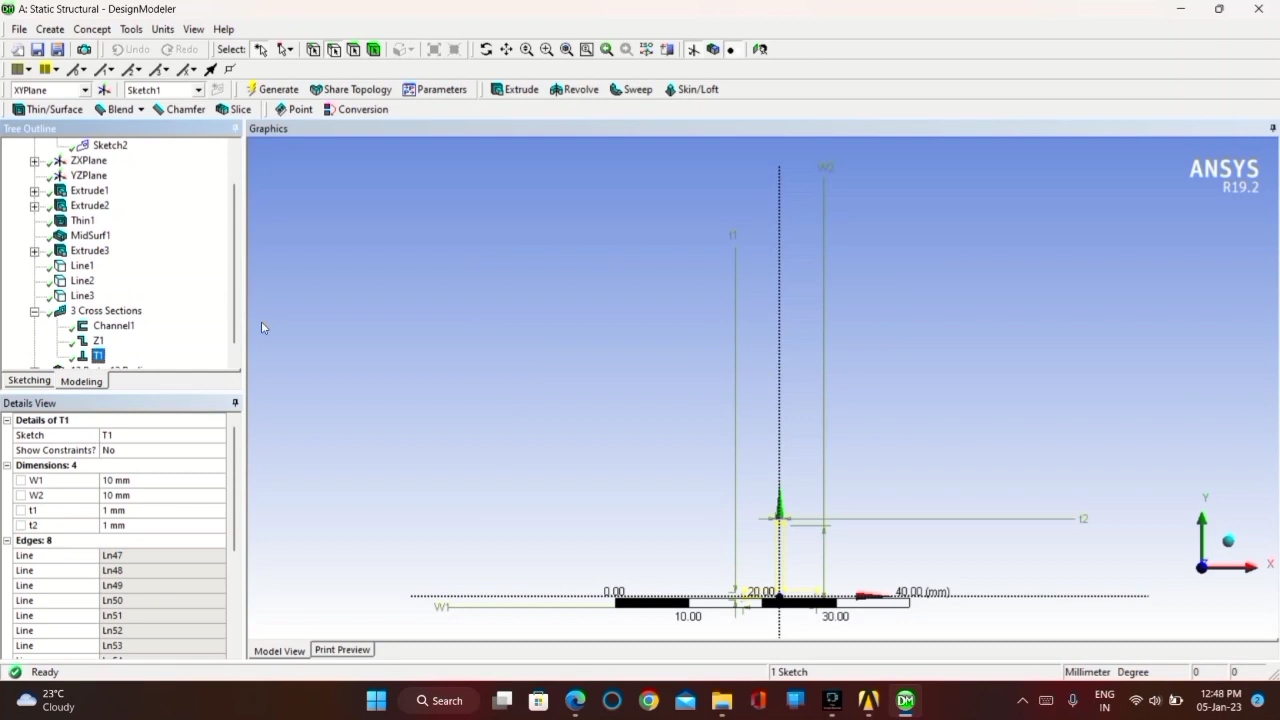 A: Static Structural - DesignModeler
File Create Concept Tools Units View Help
Undo Redo Select:
XYPlane Sketch1 Generate Share Topology Parameters Extrude Revolve Sweep Skin/Loft
Thin/Surface Blend Chamfer Slice Point Conversion
Tree Outline
Sketch2
ZXPlane
YZPlane
Extrude1
Extrude2
Thin1
MidSurf1
Extrude3
Line1
Line2
Line3
3 Cross Sections
Channel1
Z1
T1
Sketching Modeling
Details View
Details of T1
Sketch T1
Show Constraints? No
Dimensions: 4
W1 10 mm
W2 10 mm
t1 1 mm
t2 1 mm
Edges: 8
Line Ln47
Line Ln48
Line Ln49
Line Ln50
Line Ln51
Line Ln52
Line Ln53
Graphics
ANSYS
R19.2
W2
t1
t2
W1
0.00 20.00 40.00 (mm)
10.00 30.00
Y
X
Model View Print Preview
Ready 1 Sketch Millimeter Degree 0 0
23°C
Cloudy
Search
ENG
IN
12:48 PM
05-Jan-23
2